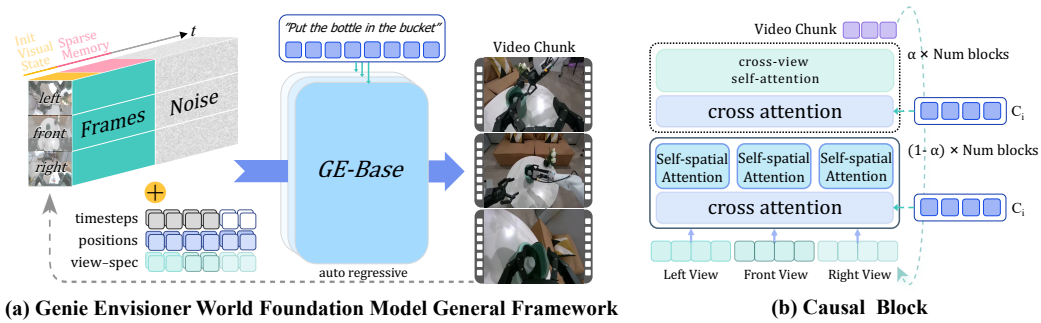 Init
Visual
State
Sparse
Memory
t
left
front
right
Frames
Noise
timesteps
positions
view-spec
"Put the bottle in the bucket"
GE-Base
auto regressive
Video Chunk
(a) Genie Envisioner World Foundation Model General Framework
Video Chunk
cross-view
self-attention
cross attention
α × Num blocks
C_i
(1- α) × Num blocks
Self-spatial
Attention
Self-spatial
Attention
Self-spatial
Attention
cross attention
C_i
Left View
Front View
Right View
(b) Causal Block